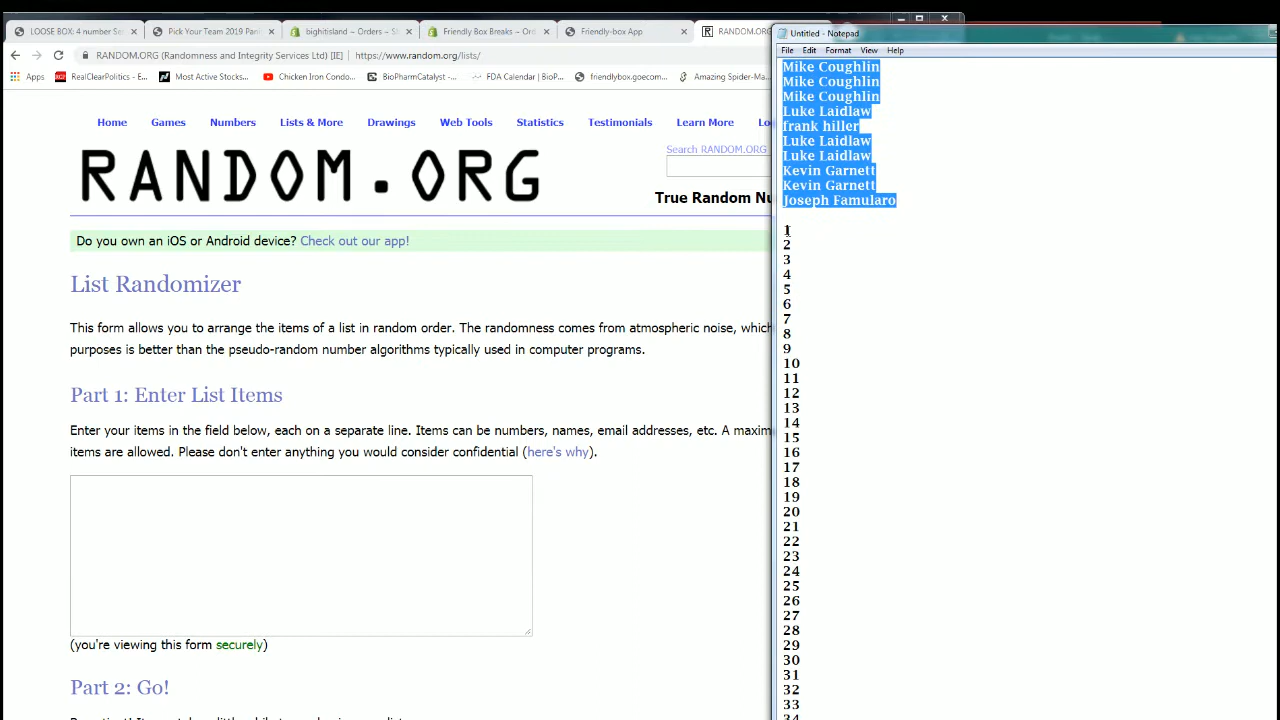 LOOSE BOX: 4 number Se
Pick Your Team 2019 Pani
bighitisland ~ Orders ~ Sh
Friendly Box Breaks ~ Ord
Friendly-box App
RANDOM.ORG
RANDOM.ORG (Randomness and Integrity Services Ltd) [IE] | https://www.random.org/lists/
Apps
RealClearPolitics - E...
Most Active Stocks...
Chicken Iron Condo...
BioPharmCatalyst -...
FDA Calendar | BioP...
friendlybox.goecom...
Amazing Spider-Ma
Home
Games
Numbers
Lists & More
Drawings
Web Tools
Statistics
Testimonials
Learn More
Lo
RANDOM.ORG
Search RANDOM.ORG
True Random Nu
Do you own an iOS or Android device? Check out our app!
List Randomizer
This form allows you to arrange the items of a list in random order. The randomness comes from atmospheric noise, which
purposes is better than the pseudo-random number algorithms typically used in computer programs.
Part 1: Enter List Items
Enter your items in the field below, each on a separate line. Items can be numbers, names, email addresses, etc. A maxim
items are allowed. Please don't enter anything you would consider confidential (here's why).
(you're viewing this form securely)
Part 2: Go!
Untitled - Notepad
File Edit Format View Help
Mike Coughlin
Mike Coughlin
Mike Coughlin
Luke Laidlaw
frank hiller
Luke Laidlaw
Luke Laidlaw
Kevin Garnett
Kevin Garnett
Joseph Famularo
1
2
3
4
5
6
7
8
9
10
11
12
13
14
15
16
17
18
19
20
21
22
23
24
25
26
27
28
29
30
31
32
33
34